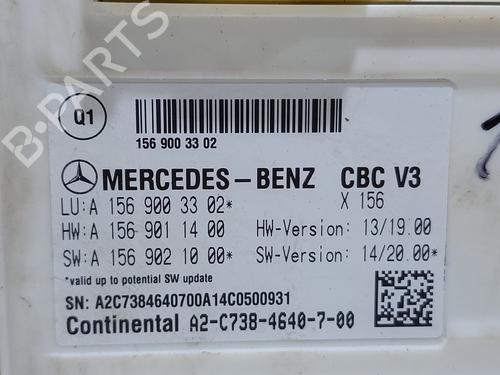 Q1
156 900 33 02
MERCEDES-BENZ CBC V3
LU:A 156 900 33 02* X 156
HW:A 156 901 14 00 HW-Version: 13/19.00
SW:A 156 902 10 00* SW-Version: 14/20.00*
*valid up to potential SW update
SN: A2C7384640700A14C0500931
Continental A2-C738-4640-7-00
B-PARTS